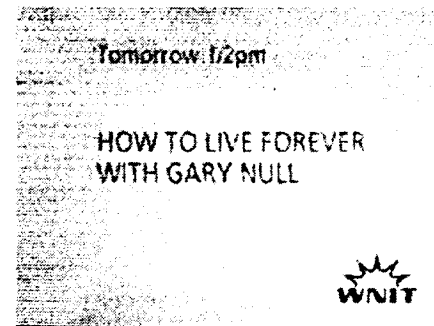 Tomorrow 1/2pm
HOW TO LIVE FOREVER
WITH GARY NULL
WNIT